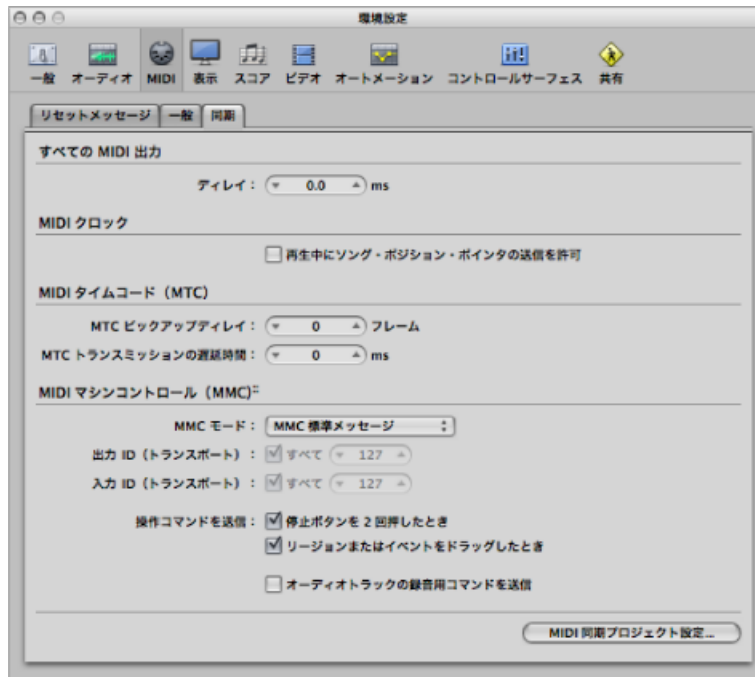 環境設定
一般 オーディオ MIDI 表示 スコア ビデオ オートメーション コントロールサーフェス 共有
リセットメッセージ 一般 同期
すべての MIDI 出力
ディレイ： 0.0 ms
MIDI クロック
再生中にソング・ポジション・ポインタの送信を許可
MIDI タイムコード（MTC）
MTC ピックアップディレイ： 0 フレーム
MTC トランスミッションの遅延時間： 0 ms
MIDI マシンコントロール（MMC）
MMC モード： MMC 標準メッセージ
出力 ID（トランスポート）： すべて 127
入力 ID（トランスポート）： すべて 127
操作コマンドを送信： 停止ボタンを 2 回押したとき
リージョンまたはイベントをドラッグしたとき
オーディオトラックの録音用コマンドを送信
MIDI 同期プロジェクト設定...